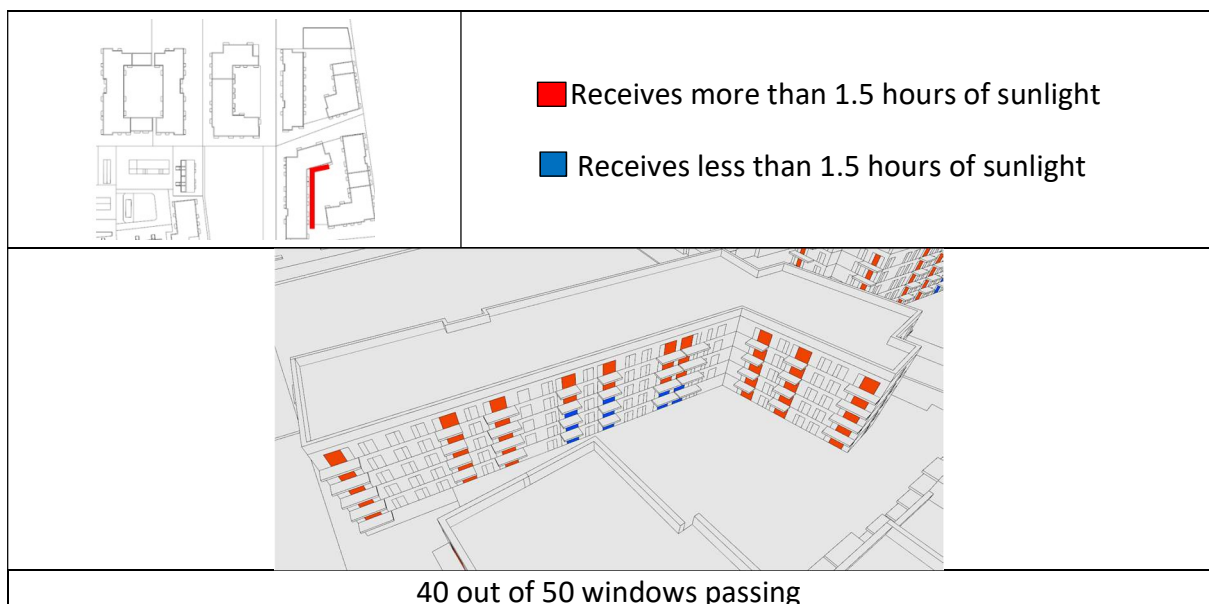 Receives more than 1.5 hours of sunlight
Receives less than 1.5 hours of sunlight
40 out of 50 windows passing